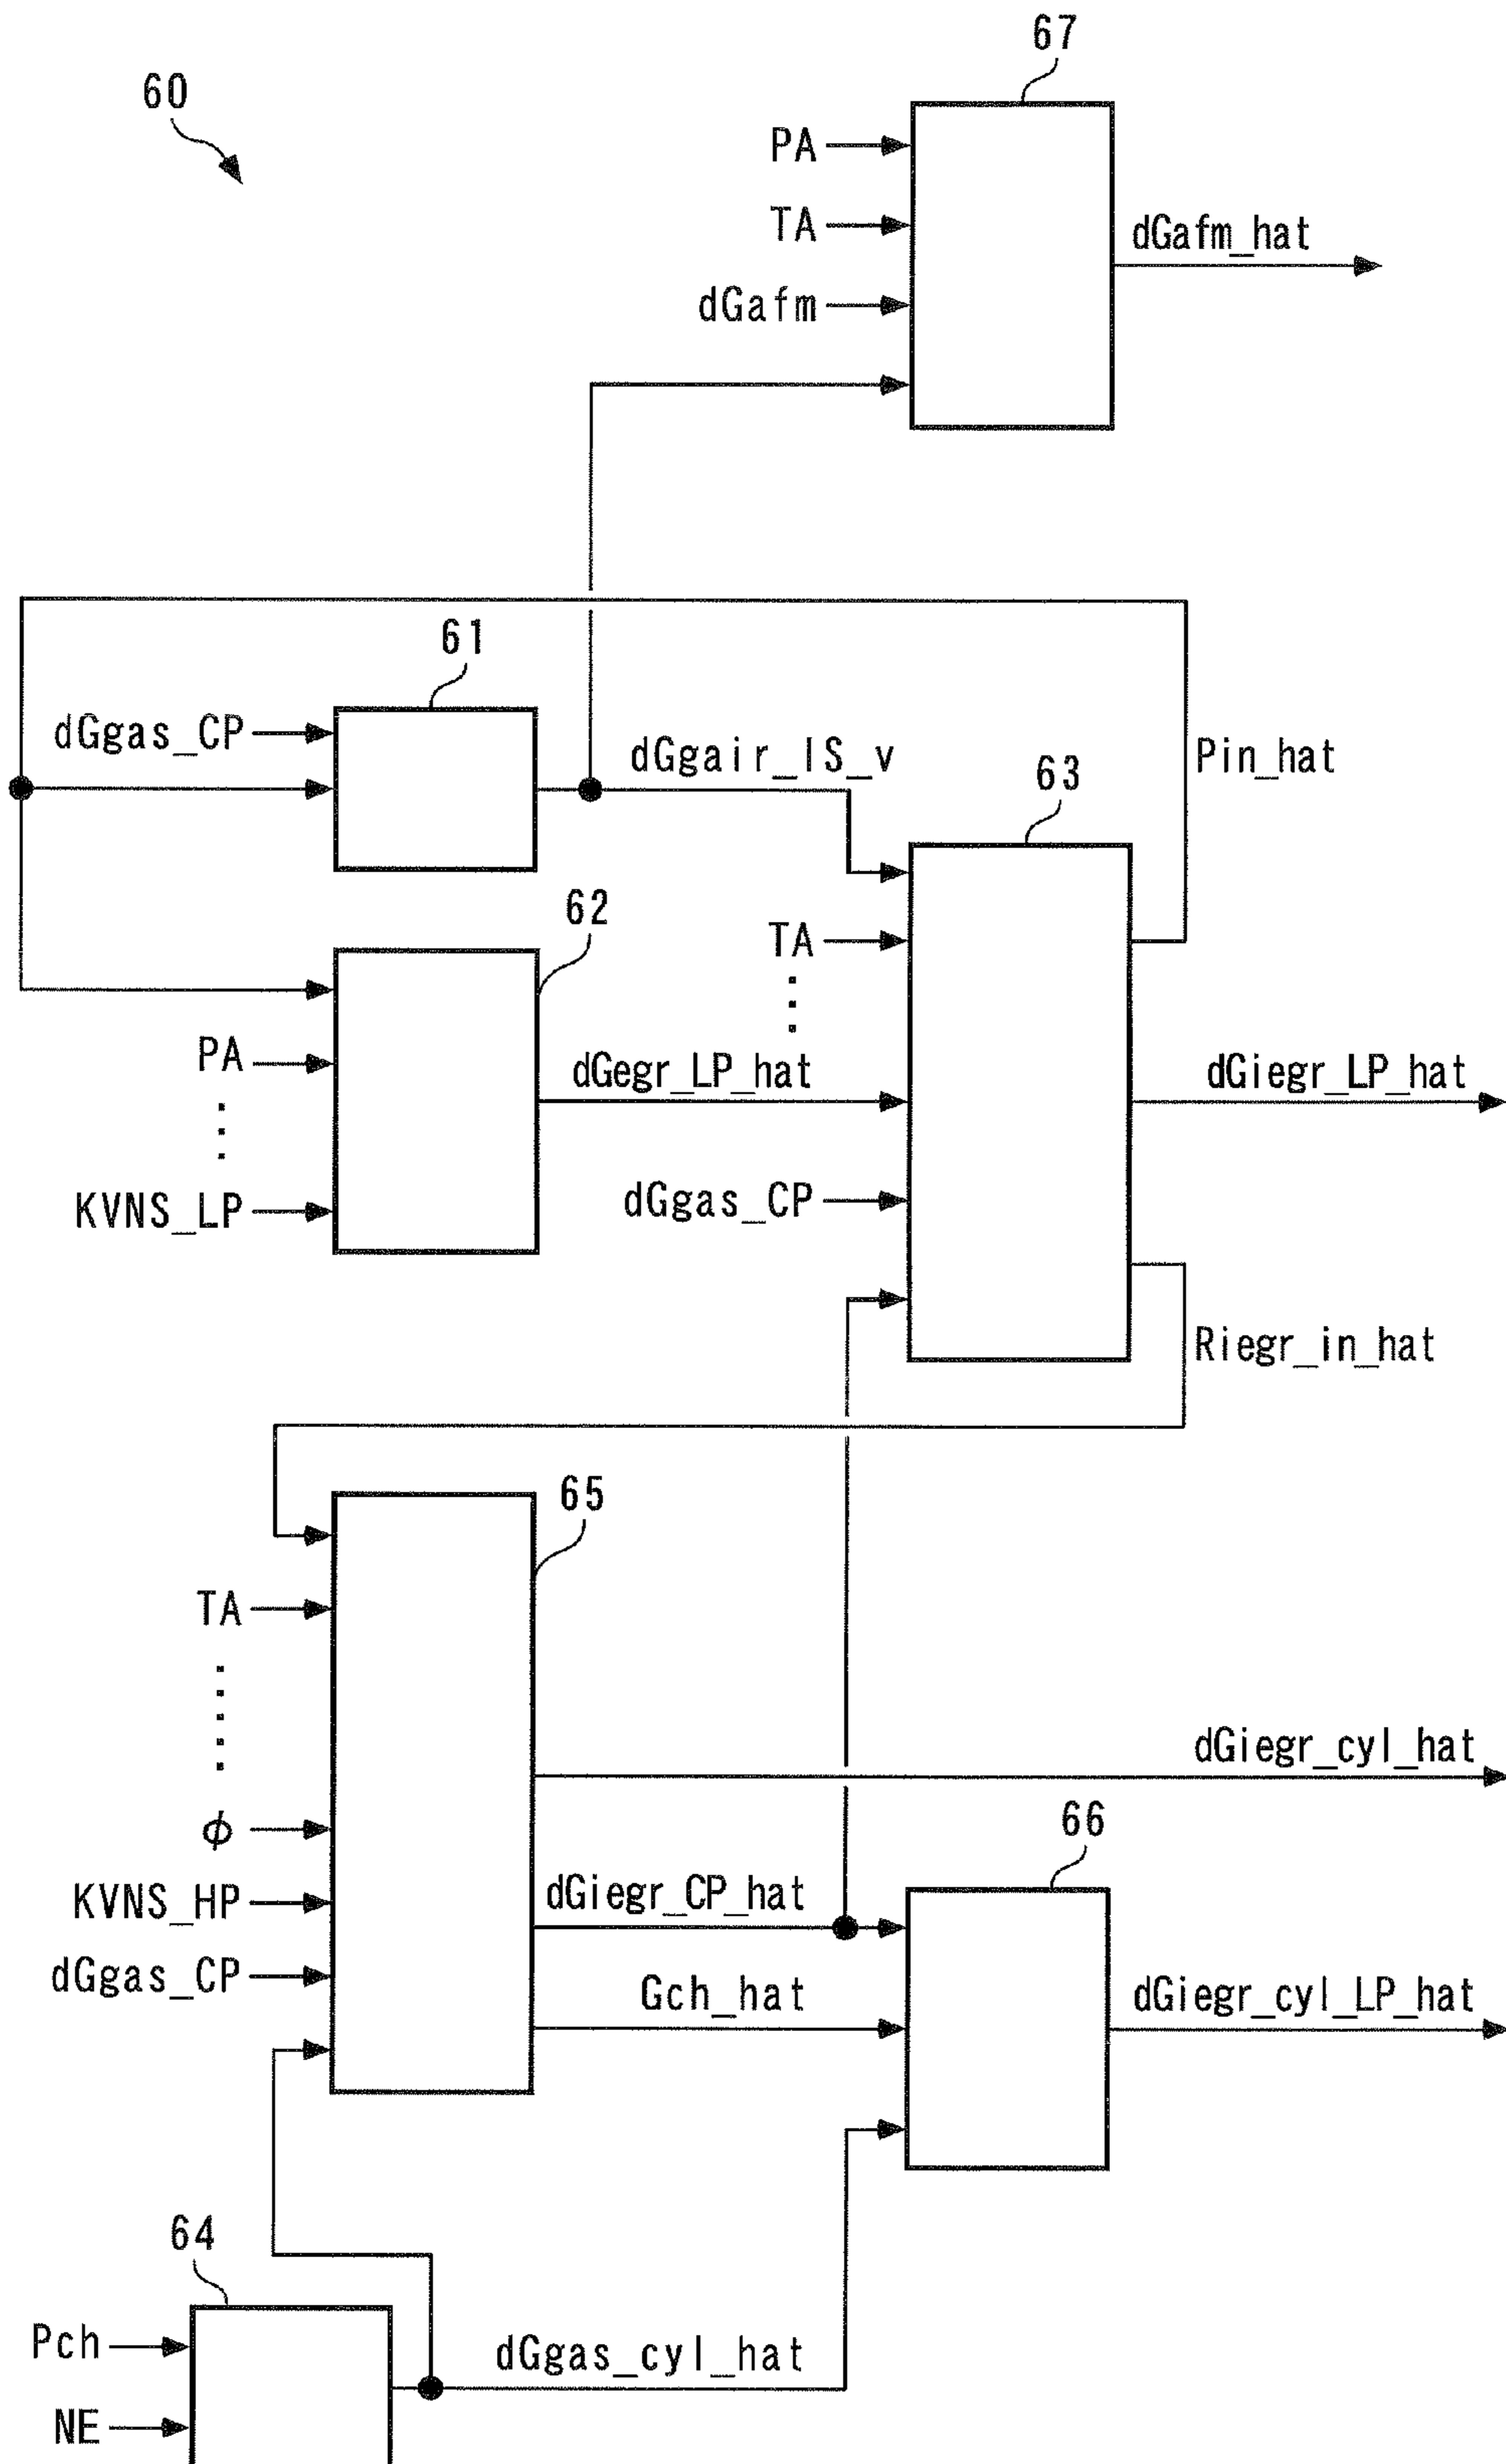 67
60
PA
TA
dGafm_hat
dGafm
61
dGgas_CP
dGgair_IS_v
Pin_hat
63
62
TA
PA
dGegr_LP_hat
dGiegr_LP_hat
KVNS_LP
dGgas_CP
Riegr_in_hat
65
TA
dGiegr_cyl_hat
ϕ
66
KVNS_HP
dGiegr_CP_hat
dGgas_CP
Gch_hat
dGiegr_cyl_LP_hat
64
Pch
dGgas_cyl_hat
NE